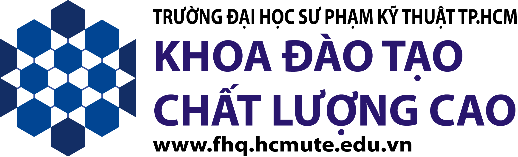 TRƯỜNG ĐẠI HỌC SƯ PHẠM KỸ THUẬT TP.HCM
KHOA ĐÀO TẠO
CHẤT LƯỢNG CAO
www.fhq.hcmute.edu.vn